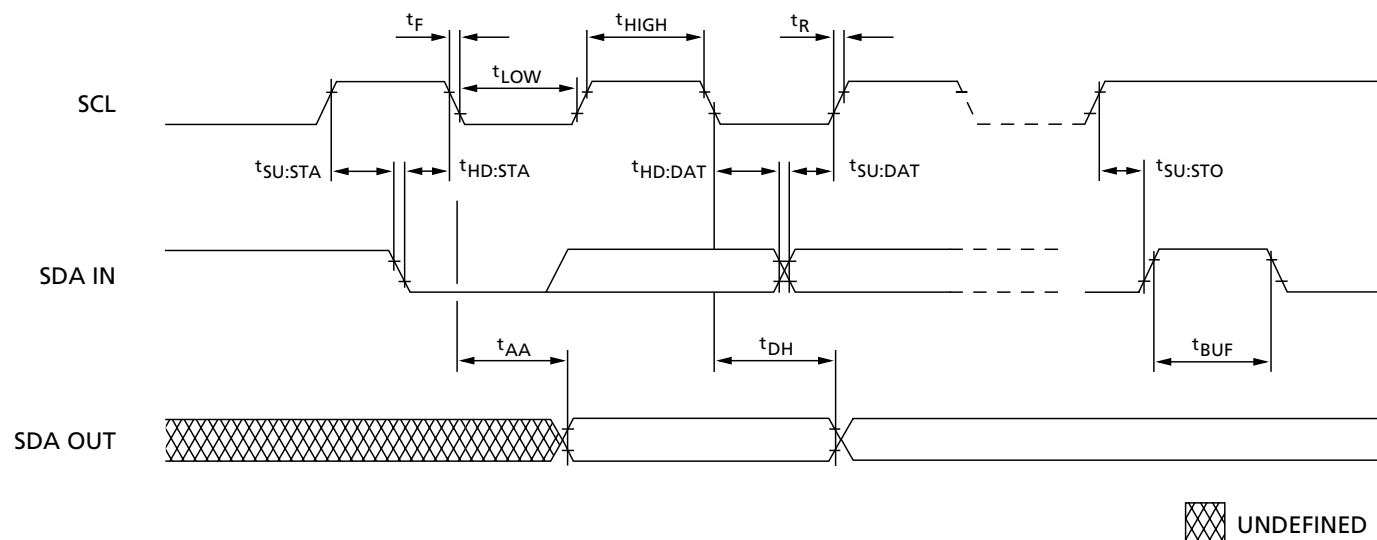 tF
tHIGH
tR
tLOW
SCL
tSU:STA
tHD:STA
tHD:DAT
tSU:DAT
tSU:STO
SDA IN
tAA
tDH
tBUF
SDA OUT
UNDEFINED